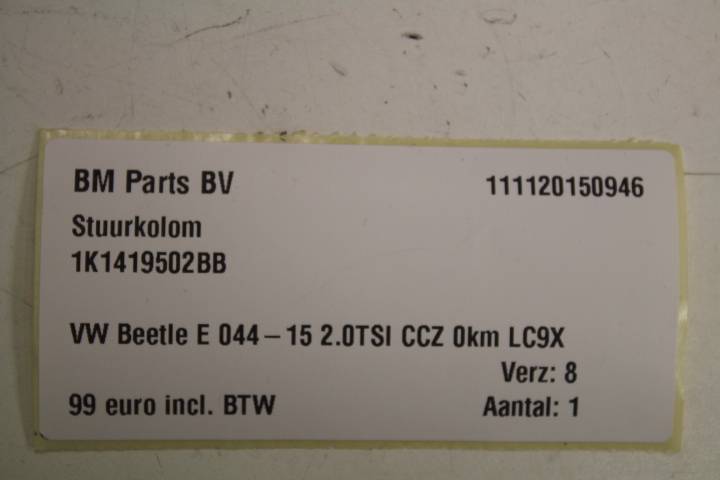 BM Parts BV 111120150946
Stuurkolom
1K1419502BB
VW Beetle E 044 – 15 2.0TSI CCZ 0km LC9X
Verz: 8
99 euro incl. BTW Aantal: 1